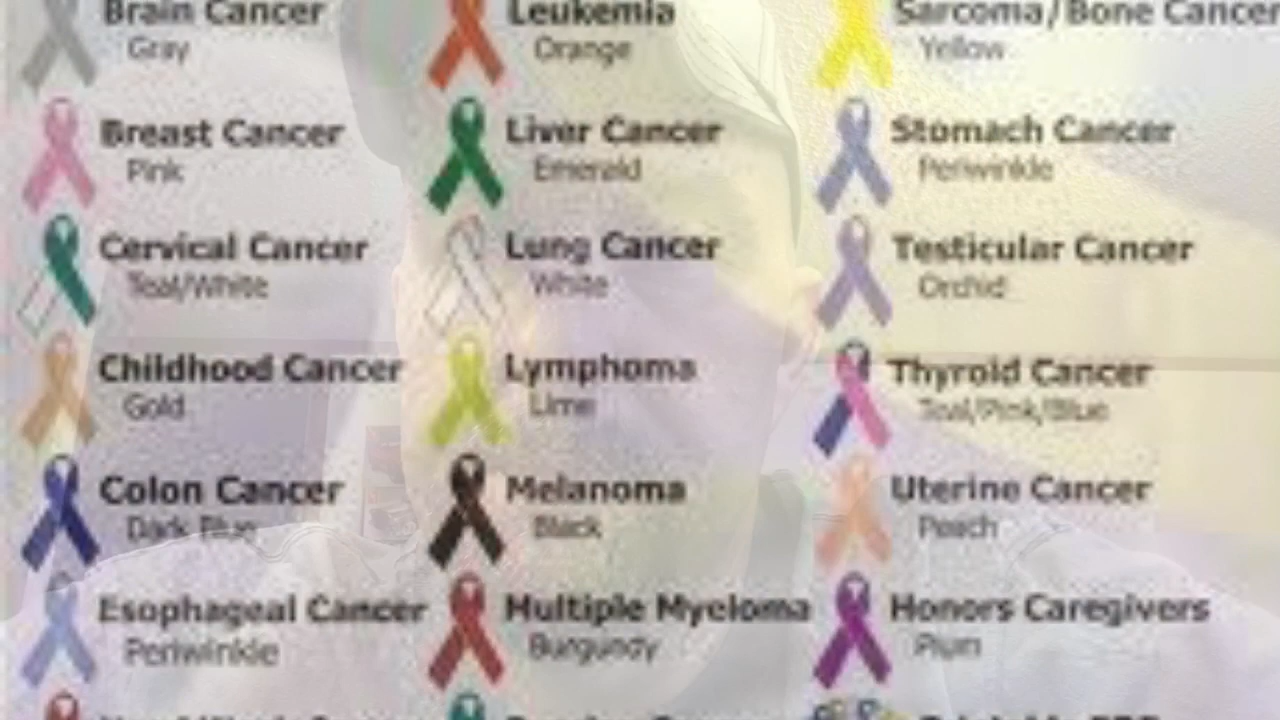 Brain Cancer
Gray
Breast Cancer
Pink
Cervical Cancer
Teal/White
Childhood Cancer
Gold
Colon Cancer
Dark Blue
Esophageal Cancer
Periwinkle
Leukemia
Orange
Liver Cancer
Emerald
Lung Cancer
White
Lymphoma
Lime
Melanoma
Black
Multiple Myeloma
Burgundy
Sarcoma/Bone Cancer
Yellow
Stomach Cancer
Periwinkle
Testicular Cancer
Orchid
Thyroid Cancer
Teal/Pink/Blue
Uterine Cancer
Peach
Honors Caregivers
Plum